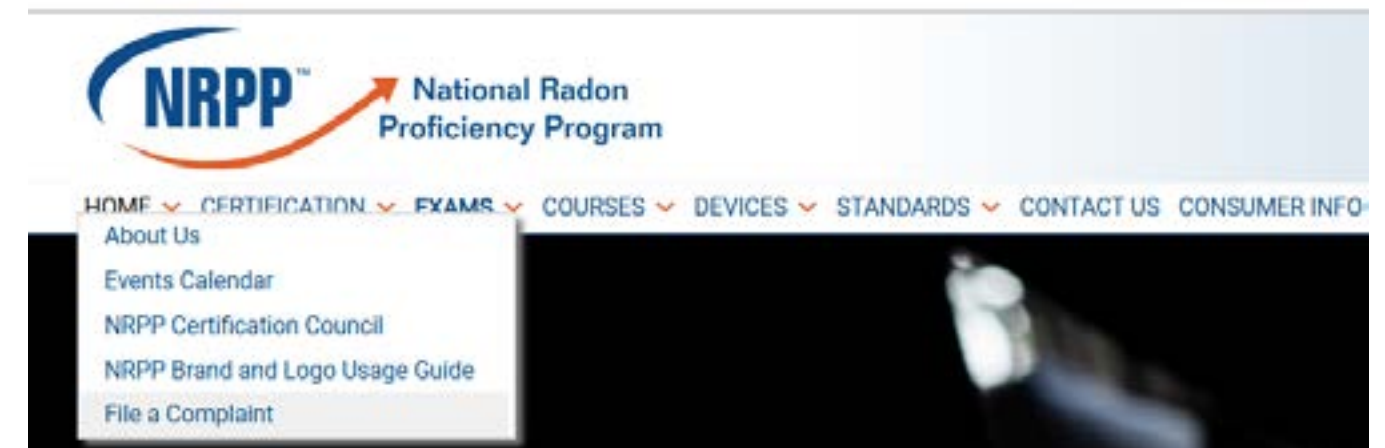 NRPP™
National Radon
Proficiency Program
HOME CERTIFICATION EXAMS COURSES DEVICES STANDARDS CONTACT US CONSUMER INFO
About Us
Events Calendar
NRPP Certification Council
NRPP Brand and Logo Usage Guide
File a Complaint